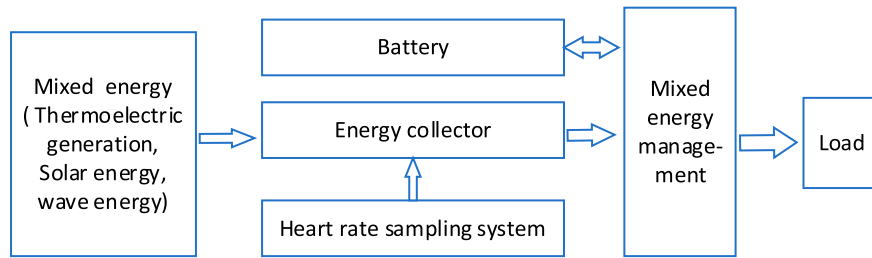 Mixed energy
( Thermoelectric
generation,
Solar energy,
wave energy)
Battery
Energy collector
Heart rate sampling system
Mixed
energy
manage-
ment
Load